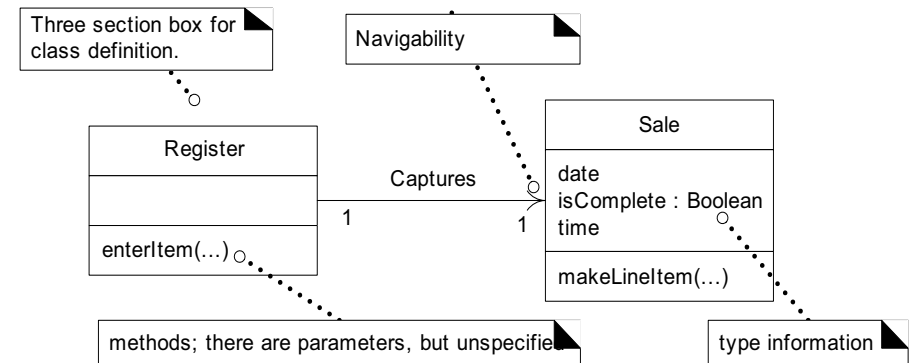 Three section box for
class definition.
Navigability
Register
Sale
Captures
date
isComplete : Boolean
time
1
1
enterItem(…)
makeLineItem(…)
methods; there are parameters, but unspecified
type information